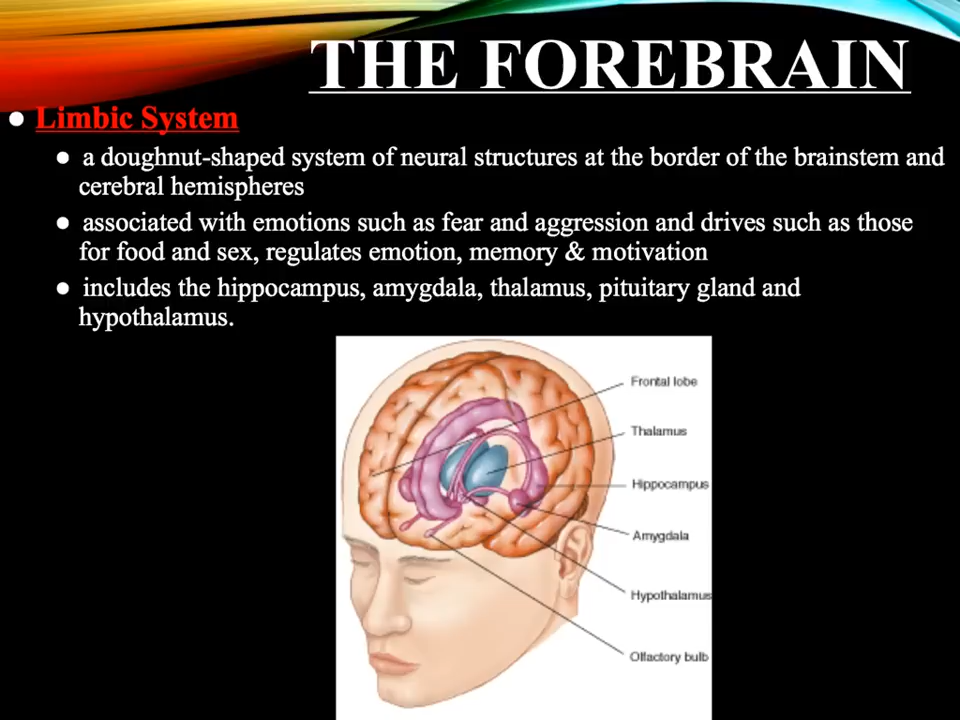 THE FOREBRAIN
● Limbic System
● a doughnut-shaped system of neural structures at the border of the brainstem and
cerebral hemispheres
● associated with emotions such as fear and aggression and drives such as those
for food and sex, regulates emotion, memory & motivation
● includes the hippocampus, amygdala, thalamus, pituitary gland and
hypothalamus.
Frontal lobe
Thalamus
Hippocampus
Amygdala
Hypothalamus
Olfactory bulb